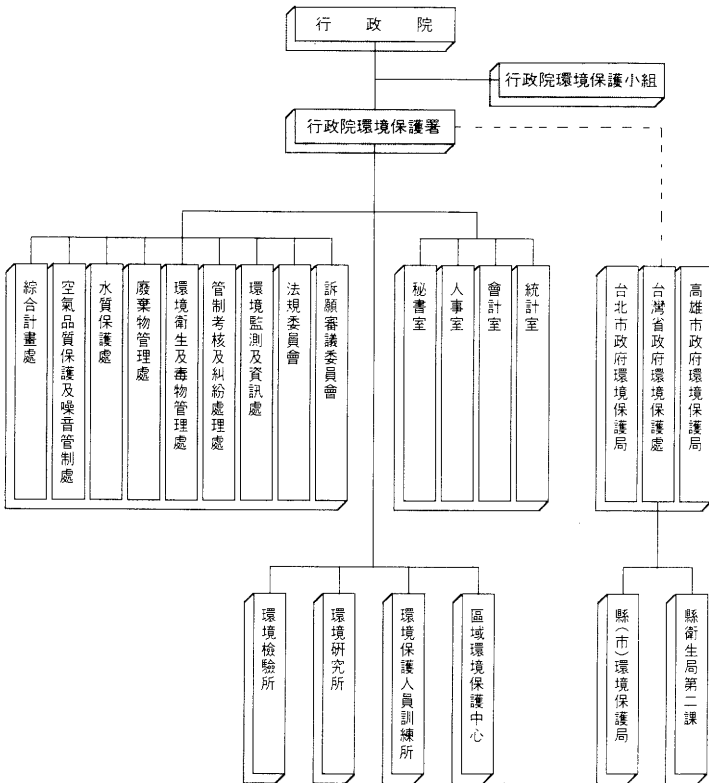 行政院
行政院環境保護小組
行政院環境保護署
綜合計畫處
空氣品質保護及噪音管制處
水質保護處
廢棄物管理處
環境衛生及毒物管理處
管制考核及糾紛處理處
環境監測及資訊處
法規委員會
訴願審議委員會
秘書室
人事室
會計室
統計室
台北市政府環境保護局
台灣省政府環境保護處
高雄市政府環境保護局
環境檢驗所
環境研究所
環境保護人員訓練所
區域環境保護中心
縣(市)環境保護局
縣衛生局第二課